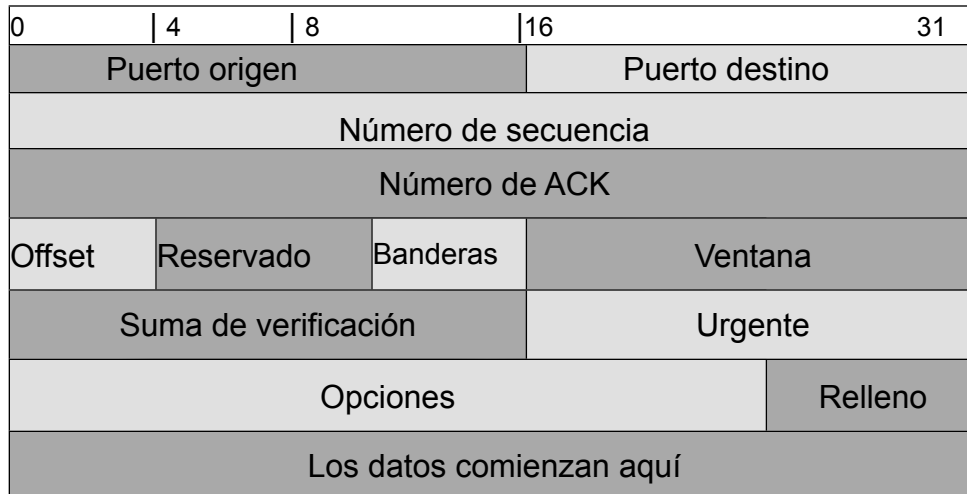 0 | 4 | 8 |16 31
Puerto origen Puerto destino
Número de secuencia
Número de ACK
Offset Reservado Banderas Ventana
Suma de verificación Urgente
Opciones Relleno
Los datos comienzan aquí